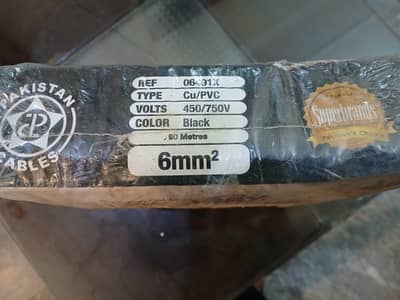 PAKISTAN
CABLES
REF 06-01X
TYPE Cu/PVC
VOLTS 450/750V
COLOR Black
90 Metres
6mm²
Superbrands